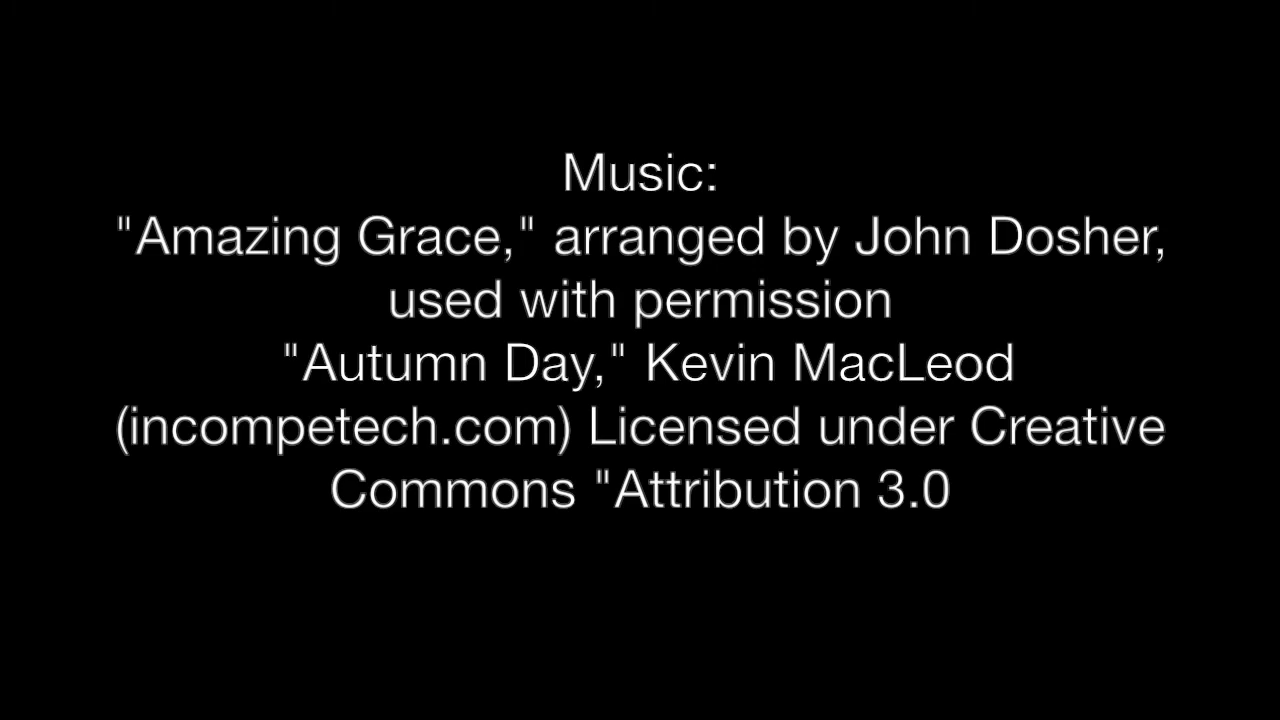 Music:
"Amazing Grace," arranged by John Dosher,
used with permission
"Autumn Day," Kevin MacLeod
(incompetech.com) Licensed under Creative
Commons "Attribution 3.0